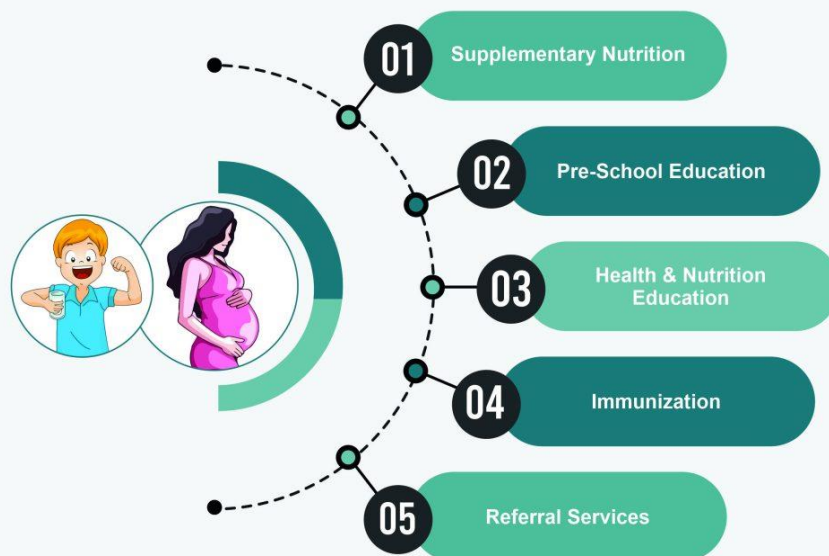 01
Supplementary Nutrition
02
Pre-School Education
03
Health & Nutrition
Education
04
Immunization
05
Referral Services